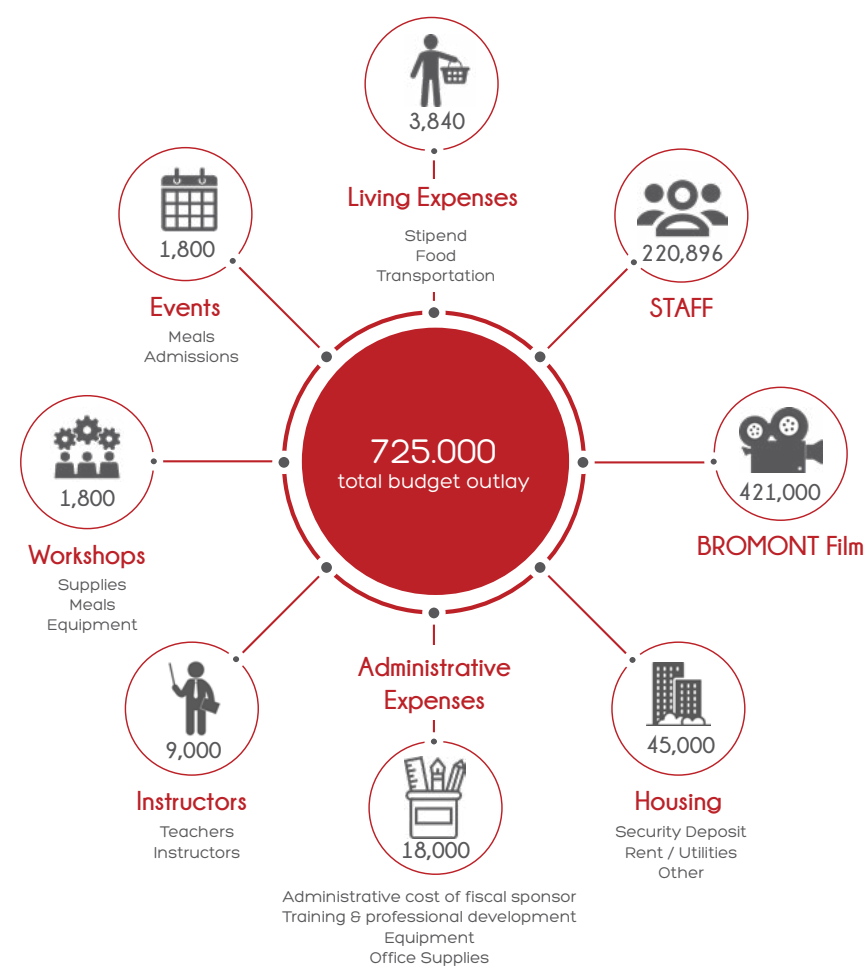 3,840
Living Expenses
Stipend
Food
Transportation
220,896
STAFF
1,800
Events
Meals
Admissions
421,000
BROMONT Film
725.000
total budget outlay
1,800
Workshops
Supplies
Meals
Equipment
45,000
Housing
Security Deposit
Rent / Utilities
Other
9,000
Instructors
Teachers
Instructors
Administrative
Expenses
18,000
Administrative cost of fiscal sponsor
Training & professional development
Equipment
Office Supplies